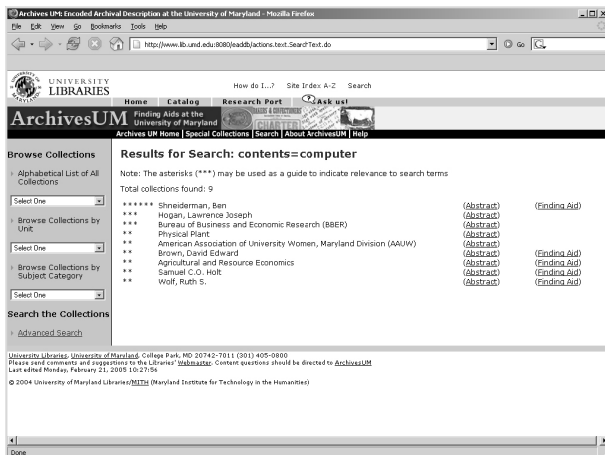 Archives UM: Encoded Archival Description at the University of Maryland - Mozilla Firefox
File Edit View Go Bookmarks Tools Help
http://www.lib.umd.edu:8080/eaddb/actions.text.SearchText.do
Go
UNIVERSITY
LIBRARIES
How do I...? Site Index A-Z Search
Home Catalog Research Port Ask us!
ArchivesUM
Finding Aids at the
University of Maryland
Archives UM Home | Special Collections | Search | About ArchivesUM | Help
Browse Collections
Alphabetical List of All
Collections
Select One
Browse Collections by
Unit
Select One
Browse Collections by
Subject Category
Select One
Search the Collections
Advanced Search
Results for Search: contents=computer
Note: The asterisks (***) may be used as a guide to indicate relevance to search terms
Total collections found: 9
****** Shneiderman, Ben (Abstract) (Finding Aid)
*** Hogan, Lawrence Joseph (Abstract)
*** Bureau of Business and Economic Research (BBER) (Abstract)
** Physical Plant (Abstract)
** American Association of University Women, Maryland Division (AAUW) (Abstract)
** Brown, David Edward (Abstract) (Finding Aid)
** Agricultural and Resource Economics (Abstract) (Finding Aid)
** Samuel C.O. Holt (Abstract) (Finding Aid)
** Wolf, Ruth S. (Abstract) (Finding Aid)
University Libraries, University of Maryland, College Park, MD 20742-7011 (301) 405-0800
Please send comments and suggestions to the Libraries' Webmaster. Content questions should be directed to ArchivesUM
Last edited Monday, February 21, 2005 10:27:56
© 2004 University of Maryland Libraries/MITH (Maryland Institute for Technology in the Humanities)
Done